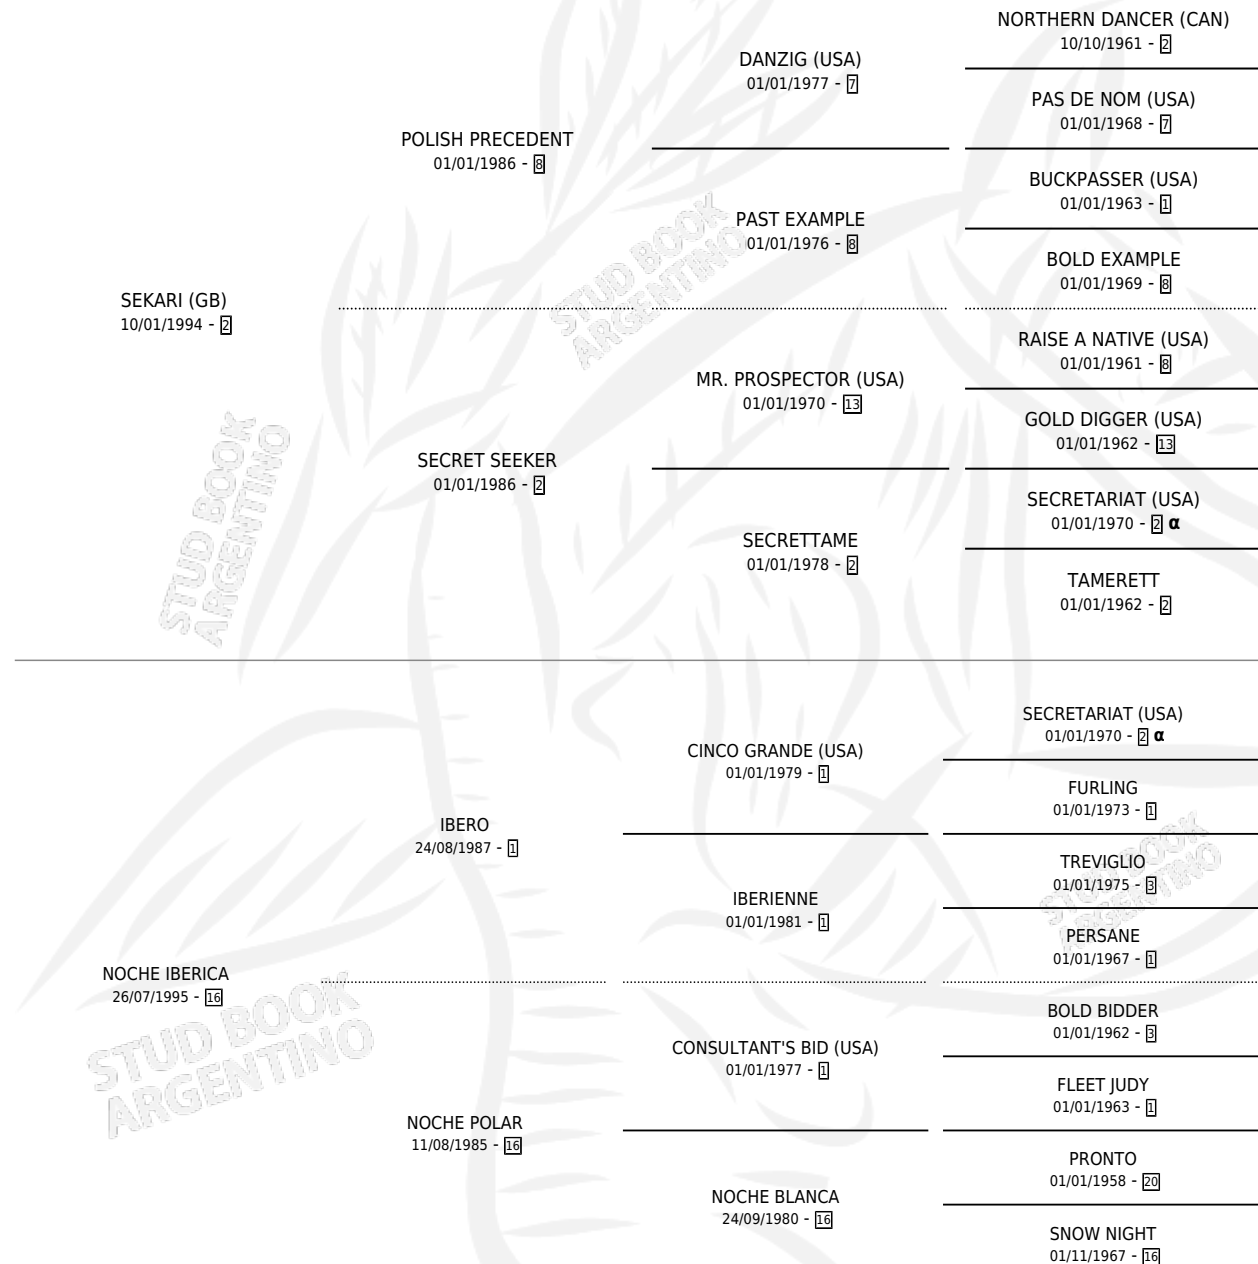 NORTHERN DANCER (CAN)
10/10/1961 - 2
DANZIG (USA)
01/01/1977 - 7
PAS DE NOM (USA)
01/01/1968 - 7
POLISH PRECEDENT
01/01/1986 - 8
BUCKPASSER (USA)
01/01/1963 - 1
PAST EXAMPLE
01/01/1976 - 8
BOLD EXAMPLE
01/01/1969 - 8
STUD BOOK
ARGENTINO
SEKARI (GB)
10/01/1994 - 2
RAISE A NATIVE (USA)
01/01/1961 - 8
MR. PROSPECTOR (USA)
01/01/1970 - 13
GOLD DIGGER (USA)
01/01/1962 - 13
SECRET SEEKER
01/01/1986 - 2
SECRETARIAT (USA)
01/01/1970 - 2 α
SECRETTAME
01/01/1978 - 2
TAMERETT
01/01/1962 - 2
STUD BOOK
ARGENTINO
SECRETARIAT (USA)
01/01/1970 - 2 α
CINCO GRANDE (USA)
01/01/1979 - 1
FURLING
01/01/1973 - 1
IBERO
24/08/1987 - 1
TREVIGLIO
01/01/1975 - 3
IBERIENNE
01/01/1981 - 1
PERSANE
01/01/1967 - 1
STUD BOOK
ARGENTINO
NOCHE IBERICA
26/07/1995 - 16
BOLD BIDDER
01/01/1962 - 3
CONSULTANT'S BID (USA)
01/01/1977 - 1
FLEET JUDY
01/01/1963 - 1
STUD BOOK
ARGENTINO
NOCHE POLAR
11/08/1985 - 16
PRONTO
01/01/1958 - 20
NOCHE BLANCA
24/09/1980 - 16
SNOW NIGHT
01/11/1967 - 16